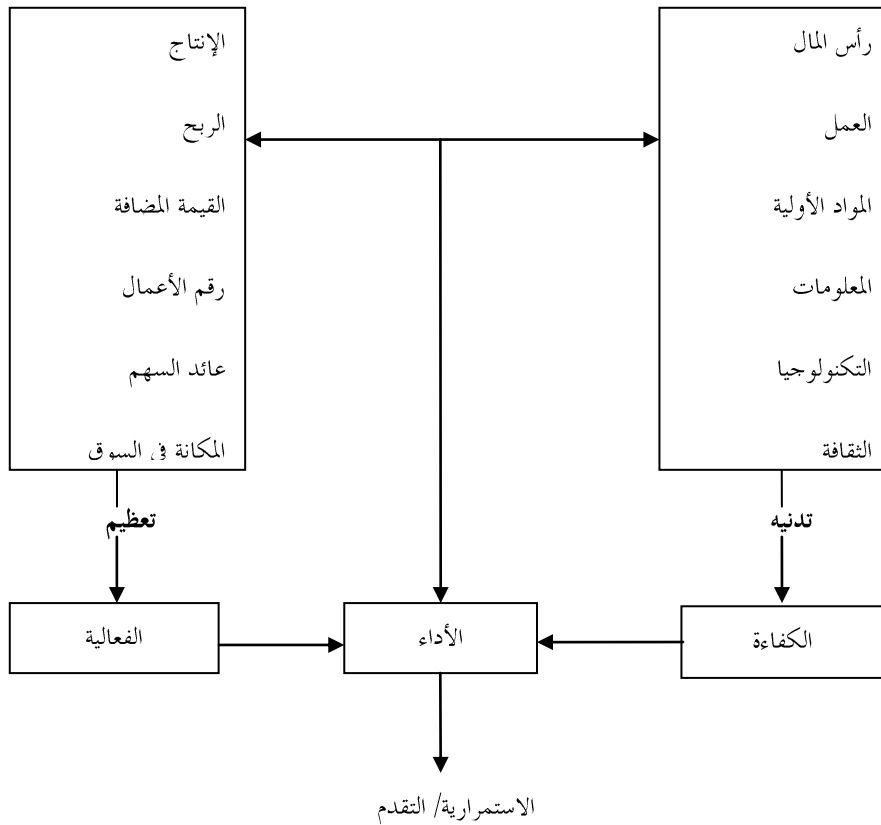 رأس المال
العمل
المواد الأولية
المعلومات
التكنولوجيا
الثقافة
الإنتاج
الربح
القيمة المضافة
رقم الأعمال
عائد السهم
المكانة في السوق
تدنيه
تعظيم
الكفاءة
الأداء
الفعالية
الاستمرارية/ التقدم